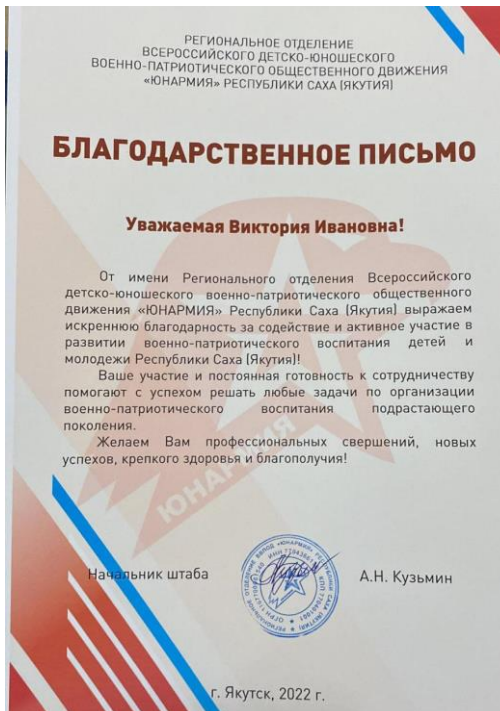 РЕГИОНАЛЬНОЕ ОТДЕЛЕНИЕ
ВСЕРОССИЙСКОГО ДЕТСКО-ЮНОШЕСКОГО
ВОЕННО-ПАТРИОТИЧЕСКОГО ОБЩЕСТВЕННОГО ДВИЖЕНИЯ
«ЮНАРМИЯ» РЕСПУБЛИКИ САХА (ЯКУТИЯ)
БЛАГОДАРСТВЕННОЕ ПИСЬМО
Уважаемая Виктория Ивановна!
От имени Регионального отделения Всероссийского
детско-юношеского военно-патриотического общественного
движения «ЮНАРМИЯ» Республики Саха (Якутия) выражаем
искреннюю благодарность за содействие и активное участие в
развитии военно-патриотического воспитания детей и
молодежи Республики Саха (Якутия)!
Ваше участие и постоянная готовность к сотрудничеству
помогают с успехом решать любые задачи по организации
военно-патриотического воспитания подрастающего
поколения.
Желаем Вам профессиональных свершений, новых
успехов, крепкого здоровья и благополучия!
ЮНАРМИЯ
Начальник штаба
А.Н. Кузьмин
г. Якутск, 2022 г.